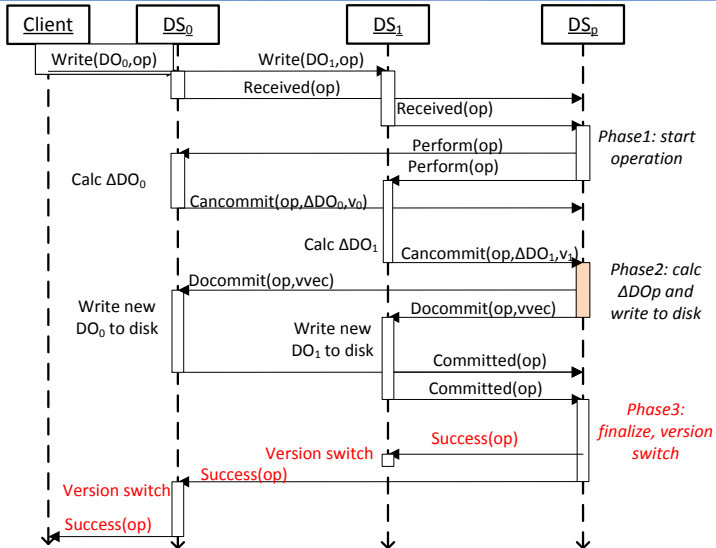 Client
DS₀
DS₁
DSₚ
Write(DO₀,op)
Write(DO₁,op)
Received(op)
Received(op)
Phase1: start
operation
Perform(op)
Perform(op)
Calc ΔDO₀
Cancommit(op,ΔDO₀,v₀)
Calc ΔDO₁
Cancommit(op,ΔDO₁,v₁)
Phase2: calc
ΔDOp and
write to disk
Docommit(op,vvec)
Docommit(op,vvec)
Write new
DO₀ to disk
Write new
DO₁ to disk
Committed(op)
Committed(op)
Phase3:
finalize, version
switch
Success(op)
Version switch
Success(op)
Version switch
Success(op)